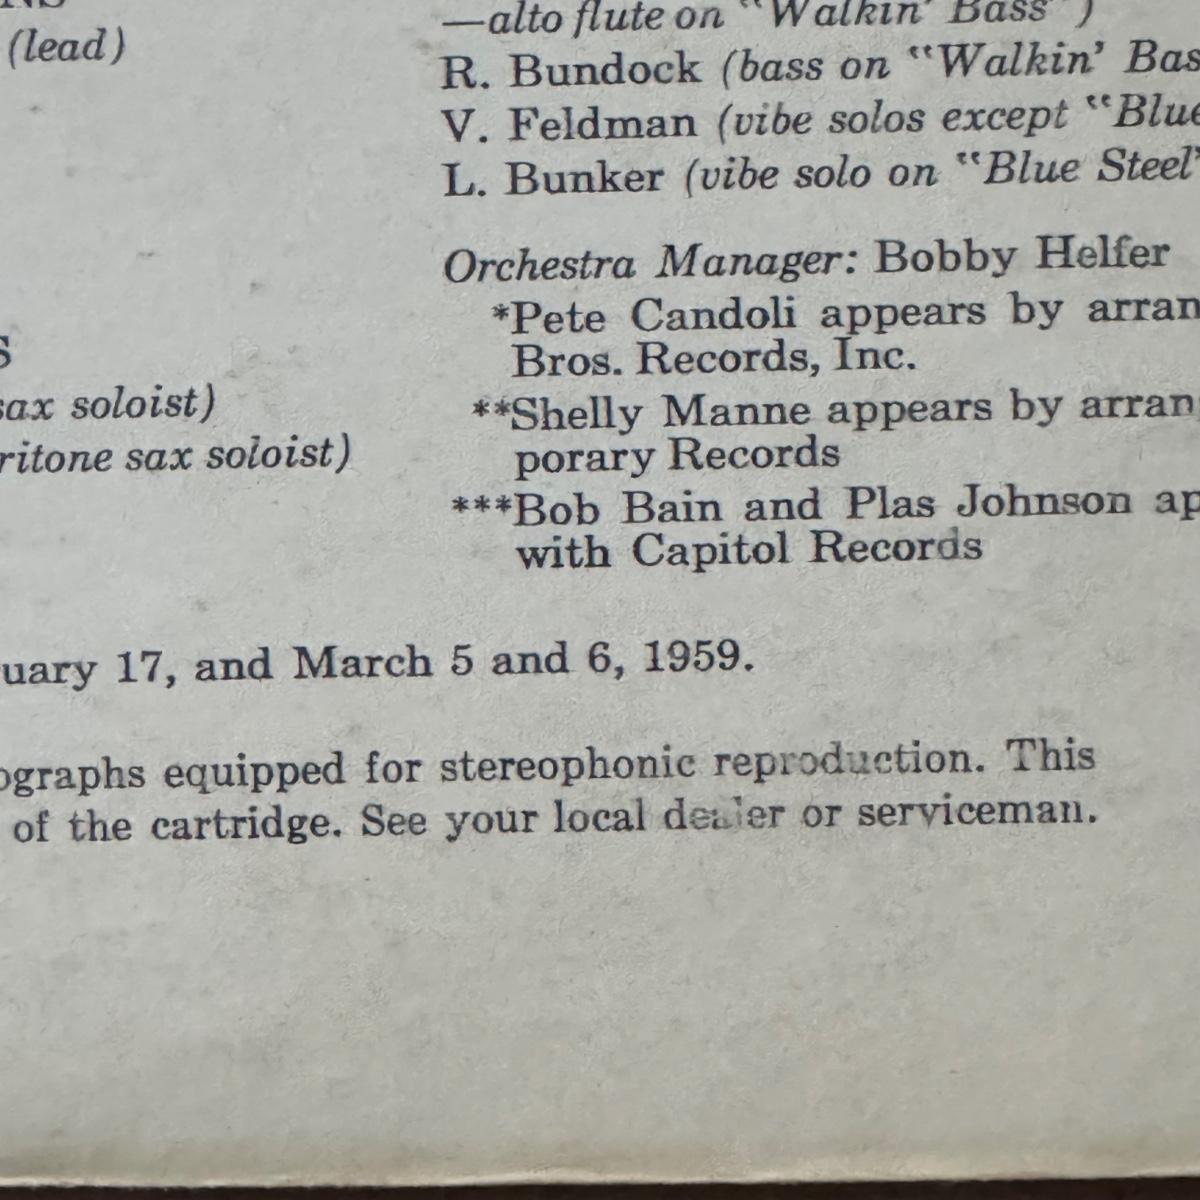 (lead)
sax soloist)
ritone sax soloist)
—alto flute on "Walkin' Bass")
R. Bundock (bass on "Walkin' Bas
V. Feldman (vibe solos except "Blue
L. Bunker (vibe solo on "Blue Steel"
Orchestra Manager: Bobby Helfer
*Pete Candoli appears by arran
Bros. Records, Inc.
**Shelly Manne appears by arran
porary Records
***Bob Bain and Plas Johnson ap
with Capitol Records
uary 17, and March 5 and 6, 1959.
ographs equipped for stereophonic reproduction. This
of the cartridge. See your local dealer or serviceman.